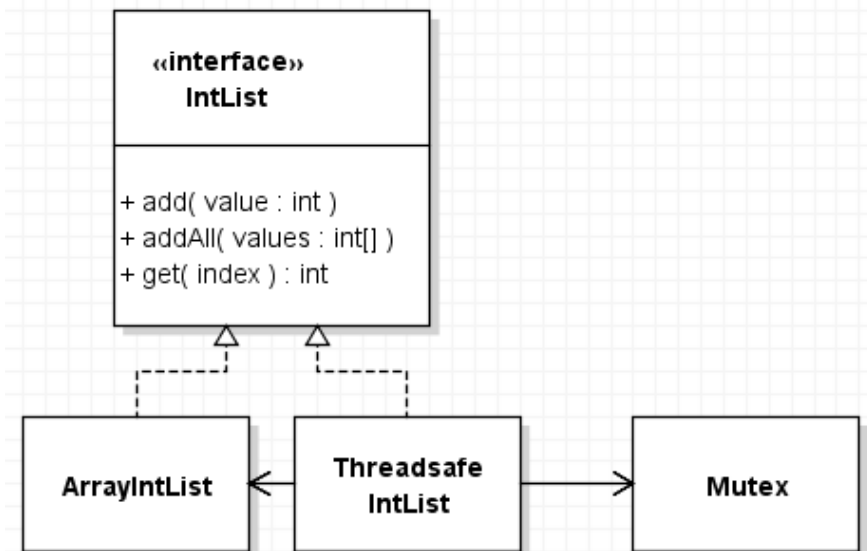 «interface»
IntList
+ add( value : int )
+ addAll( values : int[] )
+ get( index ) : int
ArrayIntList
Threadsafe
IntList
Mutex